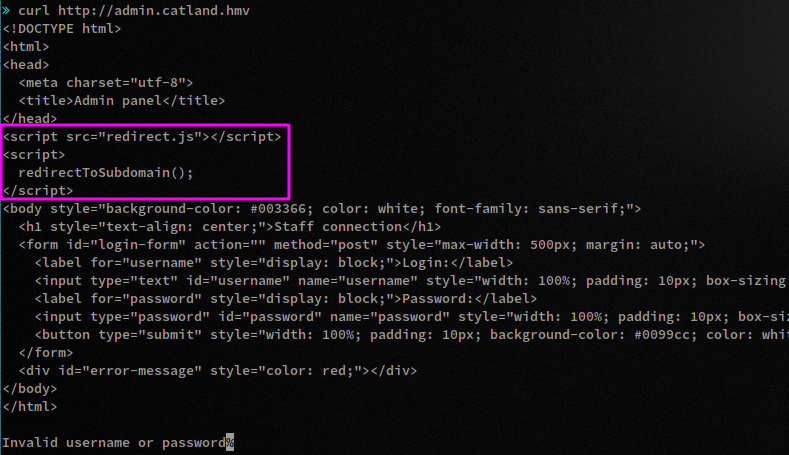 » curl http://admin.catland.hmv
<!DOCTYPE html>
<html>
<head>
  <meta charset="utf-8">
  <title>Admin panel</title>
</head>
<script src="redirect.js"></script>
<script>
  redirectToSubdomain();
</script>
<body style="background-color: #003366; color: white; font-family: sans-serif;">
  <h1 style="text-align: center;">Staff connection</h1>
  <form id="login-form" action="" method="post" style="max-width: 500px; margin: auto;">
    <label for="username" style="display: block;">Login:</label>
    <input type="text" id="username" name="username" style="width: 100%; padding: 10px; box-sizing
    <label for="password" style="display: block;">Password:</label>
    <input type="password" id="password" name="password" style="width: 100%; padding: 10px; box-si
    <button type="submit" style="width: 100%; padding: 10px; background-color: #0099cc; color: whi
  </form>
  <div id="error-message" style="color: red;"></div>
</body>
</html>

Invalid username or password%